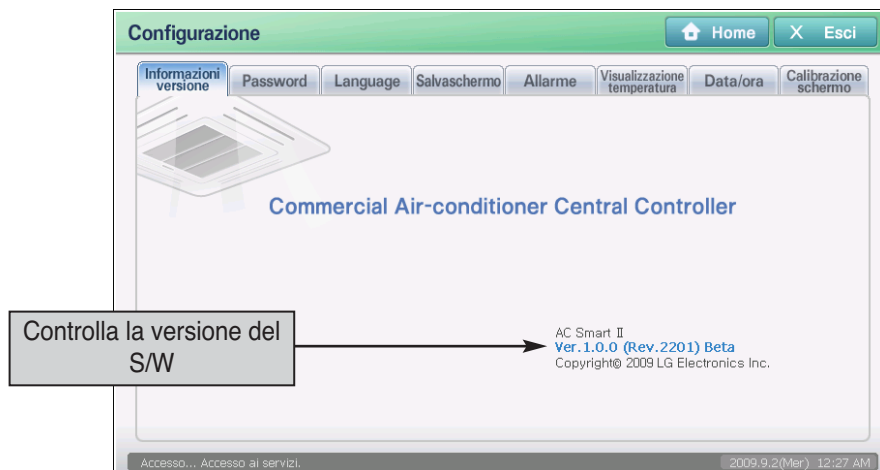 Configurazione
Home
X Esci
Informazioni
versione
Password
Language
Salvaschermo
Allarme
Visualizzazione
temperatura
Data/ora
Calibrazione
schermo
Commercial Air-conditioner Central Controller
Controlla la versione del
S/W
AC Smart II
Ver.1.0.0 (Rev.2201) Beta
Copyright© 2009 LG Electronics Inc.
Accesso... Accesso ai servizi.
2009.9.2(Mer) 12:27 AM